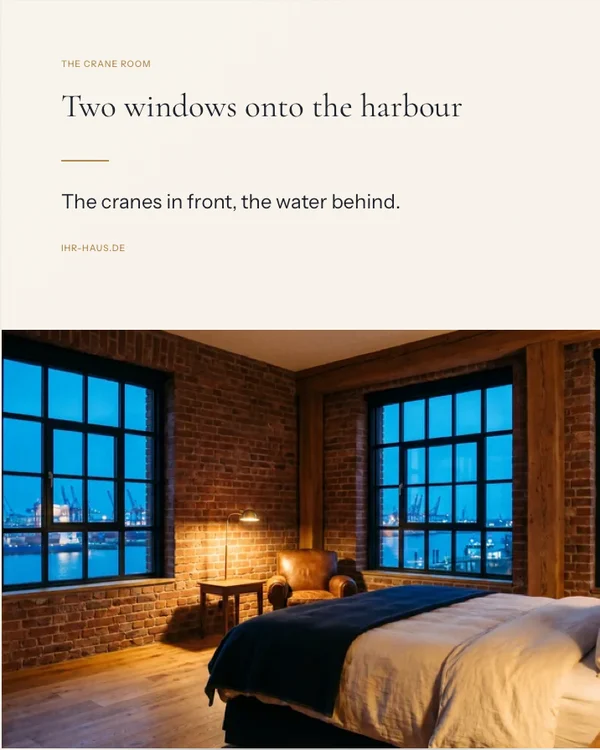 THE CRANE ROOM
Two windows onto the harbour
The cranes in front, the water behind.
IHR-HAUS.DE